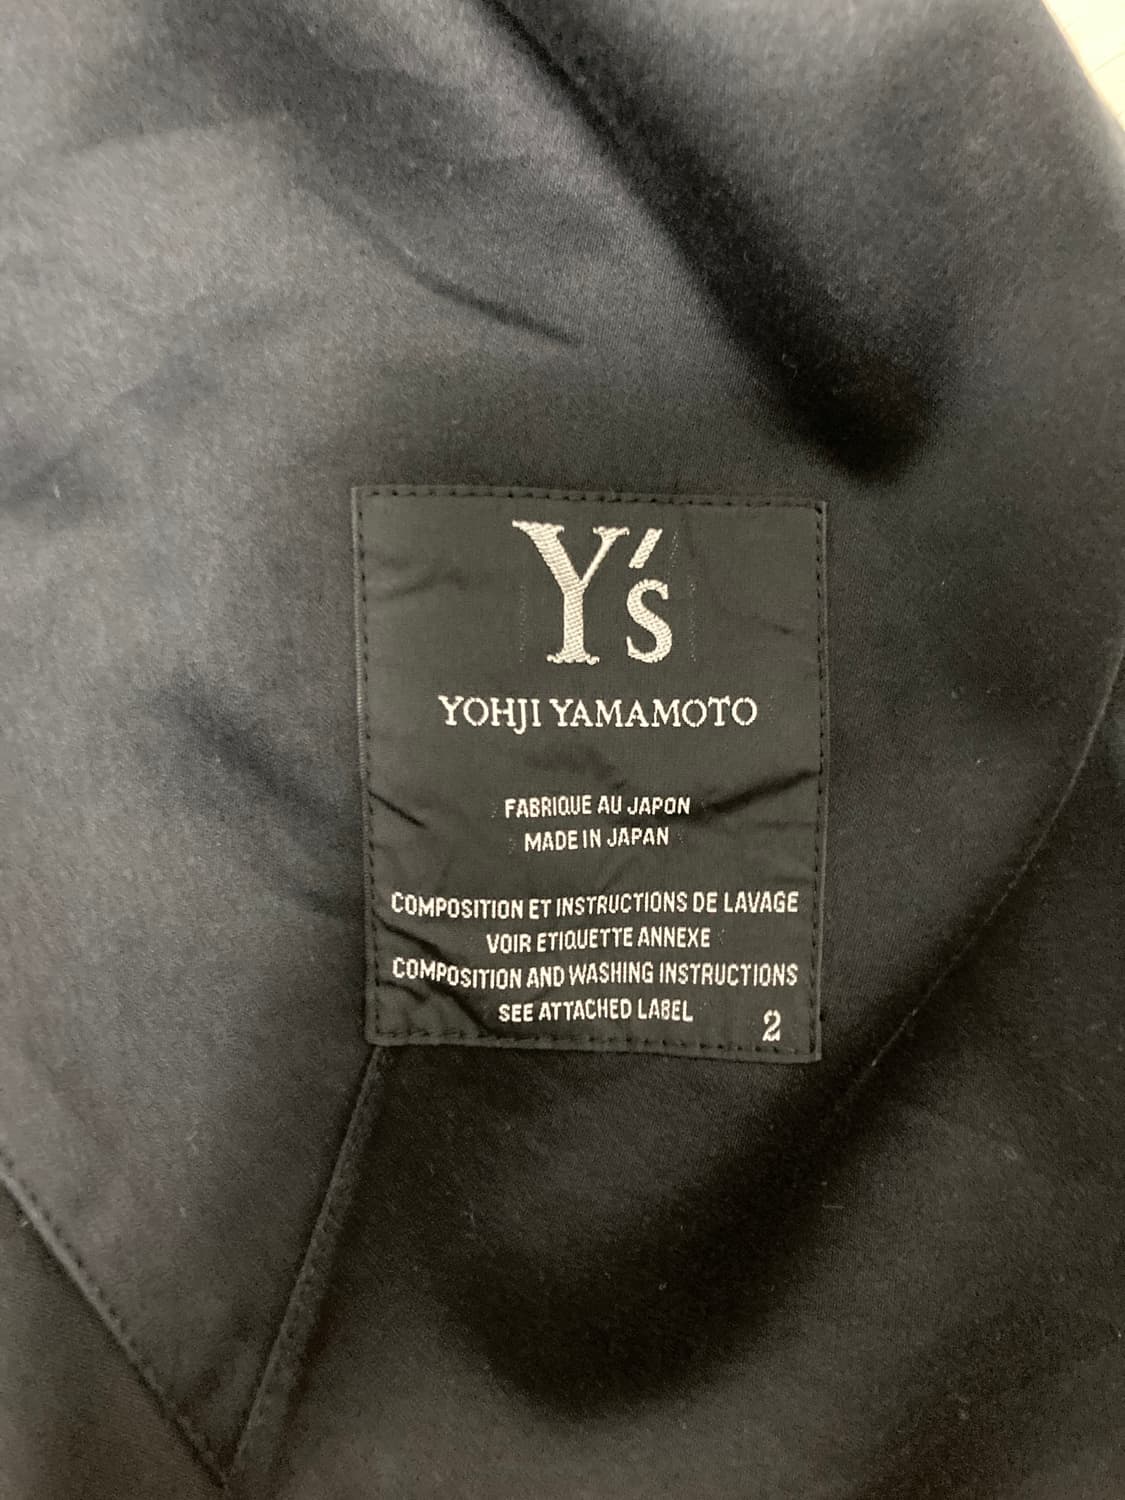 Y's
YOHJI YAMAMOTO
FABRIQUE AU JAPON
MADE IN JAPAN
COMPOSITION ET INSTRUCTIONS DE LAVAGE
VOIR ETIQUETTE ANNEXE
COMPOSITION AND WASHING INSTRUCTIONS
SEE ATTACHED LABEL
2